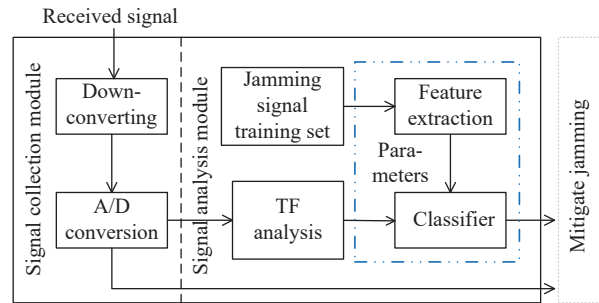 Received signal
Signal collection module
Down-
converting
A/D
conversion
Signal analysis module
Jamming
signal
training set
Feature
extraction
Para-
meters
TF
analysis
Classifier
Mitigate jamming